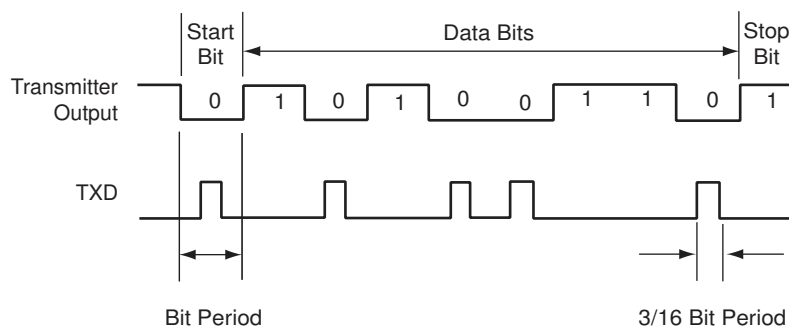 Start
Bit
Data Bits
Stop
Bit
Transmitter
Output
0 1 0 1 0 0 1 1 0 1
TXD
Bit Period
3/16 Bit Period